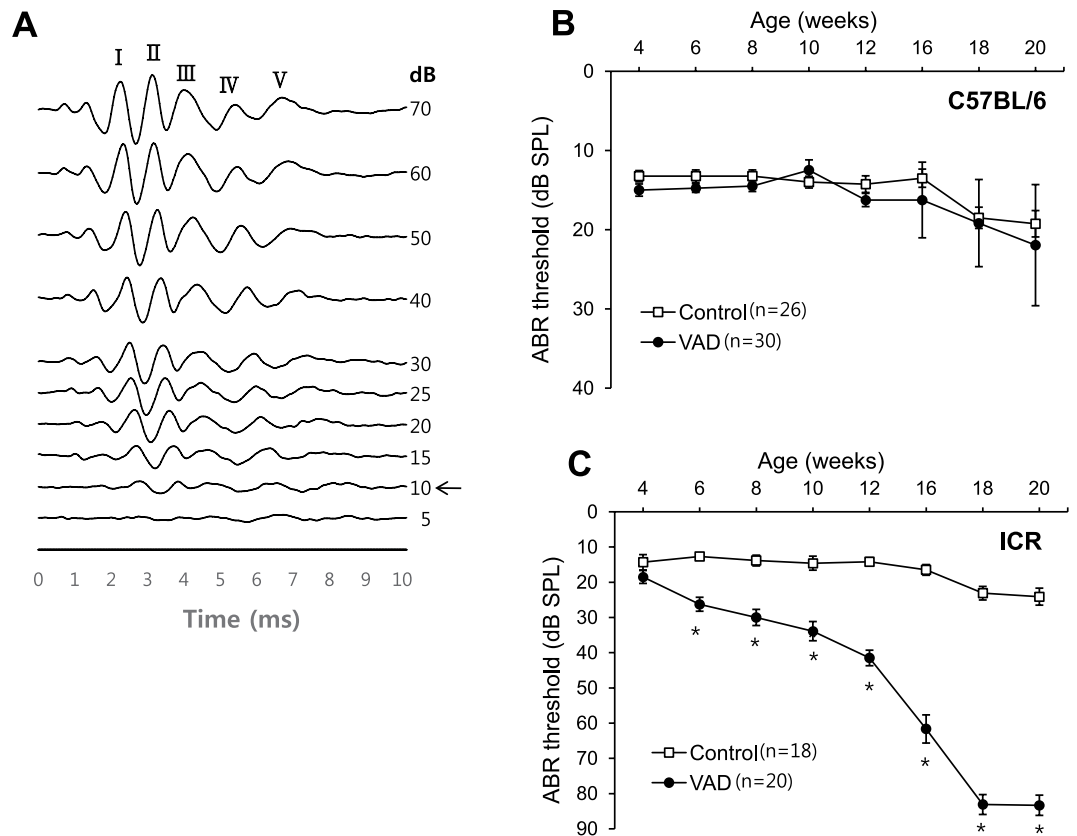 A
I II III IV V
dB
70
60
50
40
30
25
20
15
10
5
0 1 2 3 4 5 6 7 8 9 10
Time (ms)
B
Age (weeks)
4 6 8 10 12 16 18 20
ABR threshold (dB SPL)
0
10
20
30
40
C57BL/6
Control (n=26)
VAD (n=30)
C
Age (weeks)
4 6 8 10 12 16 18 20
ABR threshold (dB SPL)
0
10
20
30
40
50
60
70
80
90
ICR
* * * * * * *
Control (n=18)
VAD (n=20)